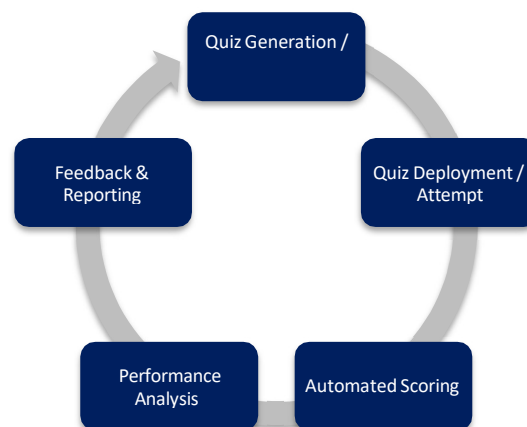 Quiz Generation /
Quiz Deployment /
Attempt
Automated Scoring
Performance
Analysis
Feedback &
Reporting